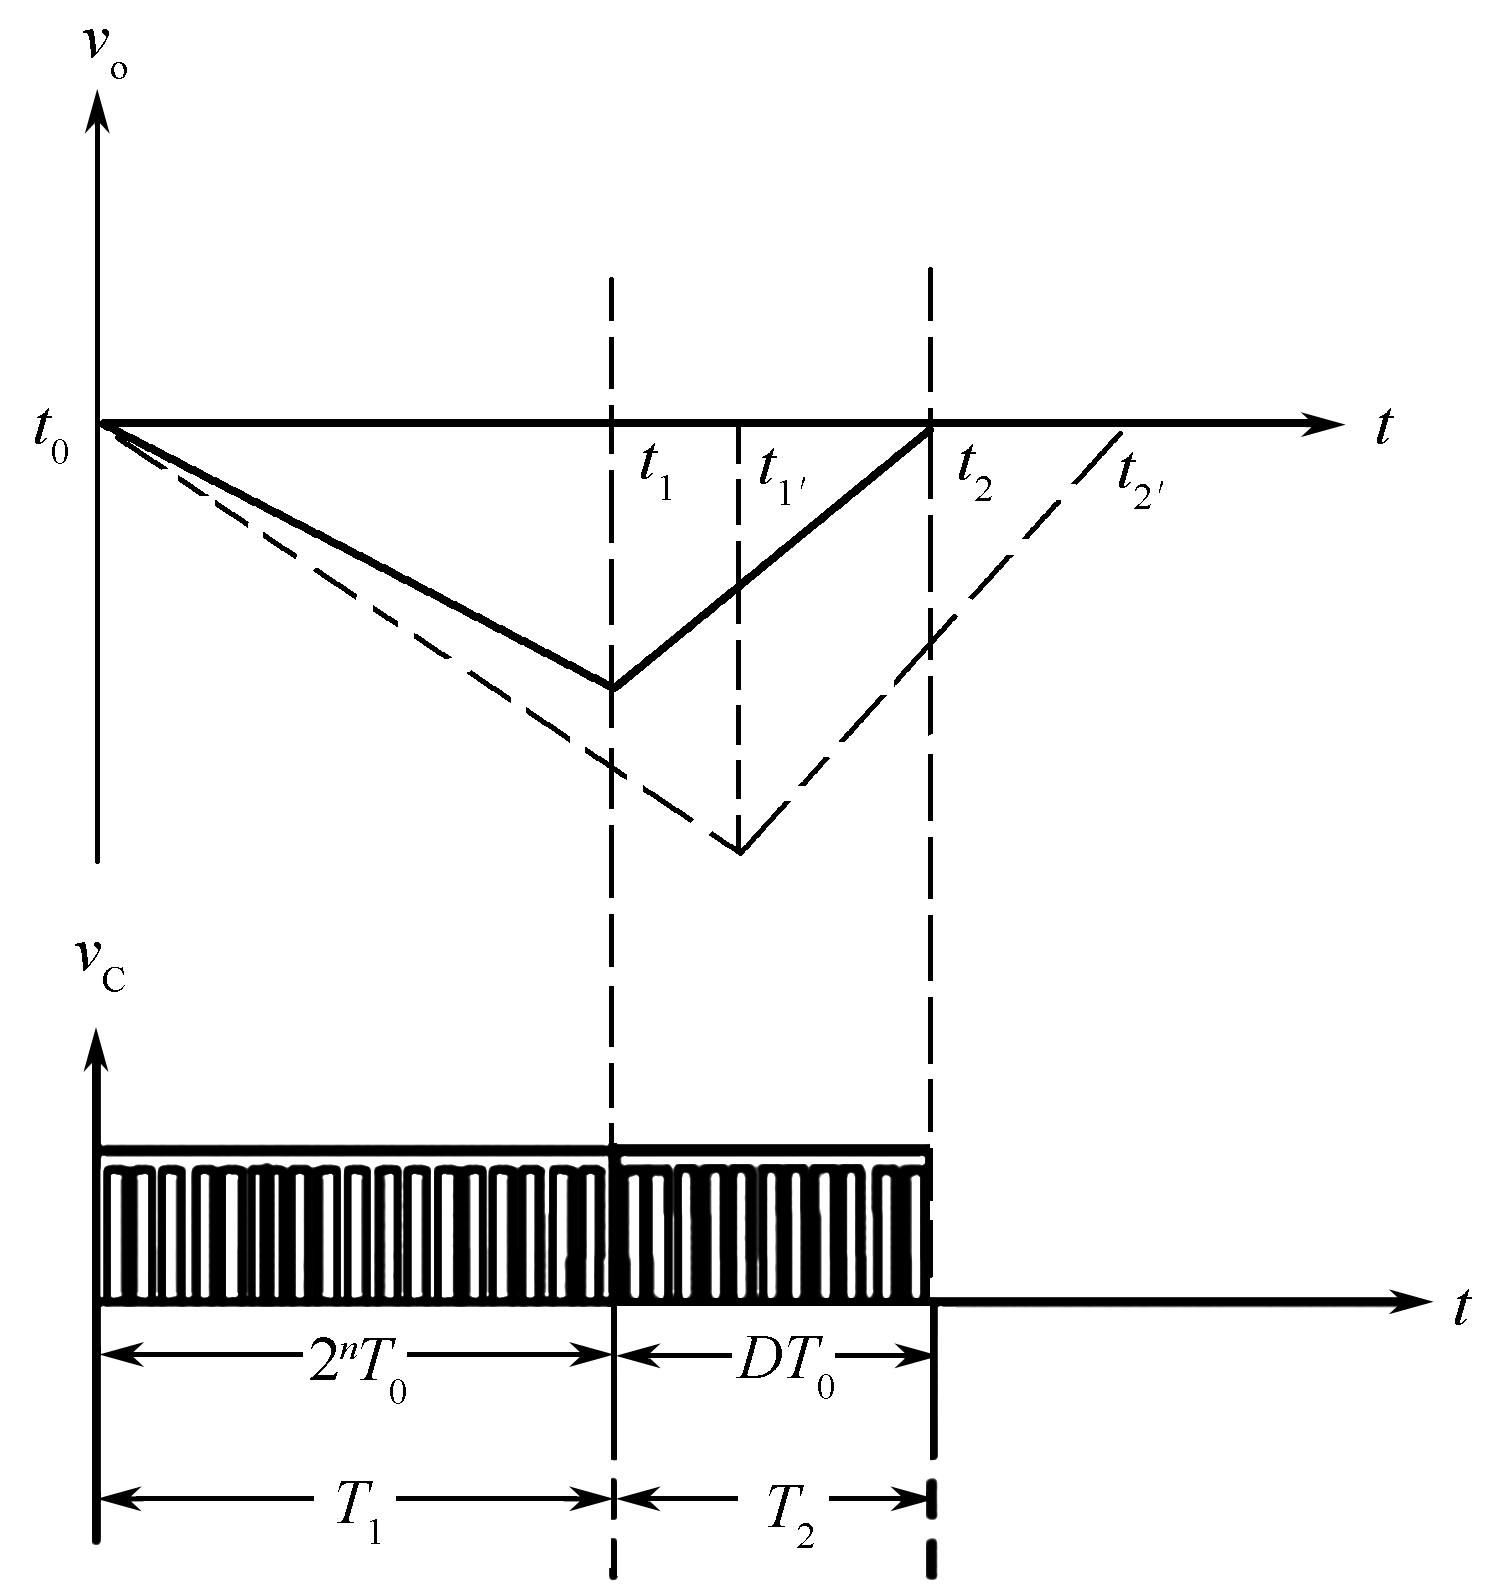 v_o
t_0
t
t_1 t_1' t_2 t_2'
v_C
t
2^nT_0 DT_0
T_1 T_2